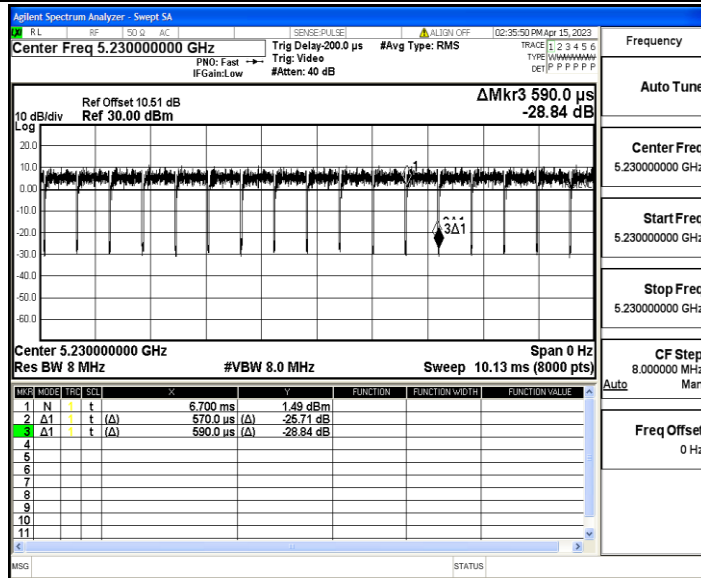 Agilent Spectrum Analyzer - Swept SA
RL RF 50 Ω AC SENSE:PULSE ALIGN OFF 02:35:50 PM Apr 15, 2023
Center Freq 5.230000000 GHz
PNO: Fast
IFGain:Low
Trig Delay-200.0 µs
Trig: Video
#Atten: 40 dB
#Avg Type: RMS
TRACE 1 2 3 4 5 6
TYPE WWWWWW
DET P P P P P P
Frequency
Auto Tune
Center Freq
5.230000000 GHz
Start Freq
5.230000000 GHz
Stop Freq
5.230000000 GHz
CF Step
8.000000 MHz
Auto Man
Freq Offset
0 Hz
ΔMkr3 590.0 µs
-28.84 dB
Ref Offset 10.51 dB
10 dB/div Ref 30.00 dBm
Log
20.0
10.0
0.00
-10.0
-20.0
-30.0
-40.0
-50.0
-60.0
1
3Δ1
Center 5.230000000 GHz Span 0 Hz
Res BW 8 MHz #VBW 8.0 MHz Sweep 10.13 ms (8000 pts)
MKR MODE TRC SCL X Y FUNCTION FUNCTION WIDTH FUNCTION VALUE
1 N 1 t 6.700 ms 1.49 dBm
2 Δ1 1 t (Δ) 570.0 µs (Δ) -25.71 dB
3 Δ1 1 t (Δ) 590.0 µs (Δ) -28.84 dB
4
5
6
7
8
9
10
11
MSG STATUS